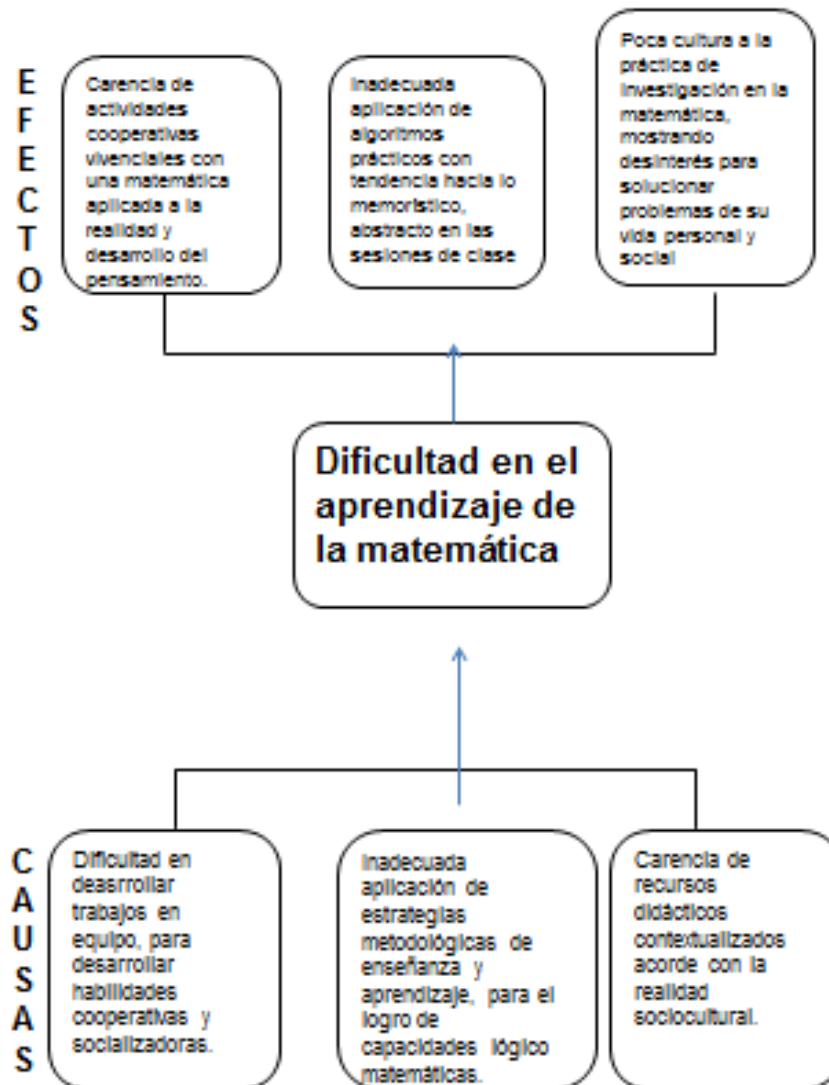 EFECTOS
Carencia de
actividades
cooperativas
vivenciales con
una matemática
aplicada a la
realidad y
desarrollo del
pensamiento.
Inadecuada
aplicación de
algoritmos
prácticos con
tendencia hacia lo
memorístico,
abstracto en las
sesiones de clase
Poca cultura a la
práctica de
investigación en la
matemática,
mostrando
desinterés para
solucionar
problemas de su
vida personal y
social
Dificultad en el
aprendizaje de
la matemática
CAUSAS
Dificultad en
deasrrollar
trabajos en
equipo, para
desarrollar
habilidades
cooperativas y
socializadoras.
Inadecuada
aplicación de
estrategias
metodológicas de
enseñanza y
aprendizaje, para el
logro de
capacidades lógico
matemáticas.
Carencia de
recursos
didácticos
contextualizados
acorde con la
realidad
sociocultural.